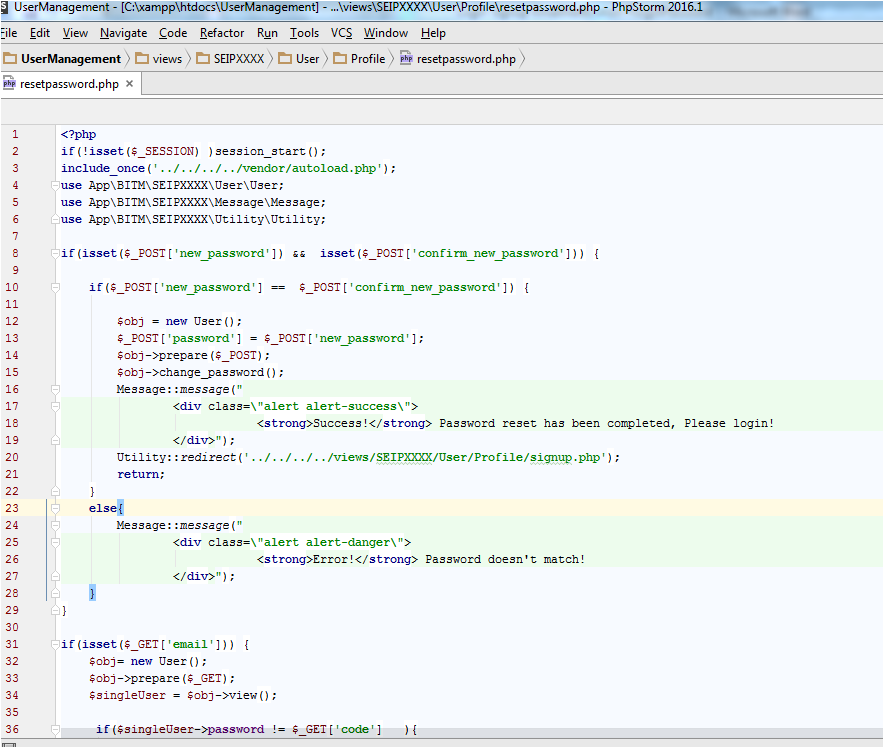 UserManagement - [C:\xampp\htdocs\UserManagement] - ...\views\SEIPXXXX\User\Profile\resetpassword.php - PhpStorm 2016.1
File Edit View Navigate Code Refactor Run Tools VCS Window Help
UserManagement views SEIPXXXX User Profile resetpassword.php
resetpassword.php ×
1 <?php
2 if(!isset($_SESSION) )session_start();
3 include_once('../../../../vendor/autoload.php');
4 use App\BITM\SEIPXXXX\User\User;
5 use App\BITM\SEIPXXXX\Message\Message;
6 use App\BITM\SEIPXXXX\Utility\Utility;
7
8 if(isset($_POST['new_password']) &&  isset($_POST['confirm_new_password'])) {
9
10     if($_POST['new_password'] ==  $_POST['confirm_new_password']) {
11
12         $obj = new User();
13         $_POST['password'] = $_POST['new_password'];
14         $obj->prepare($_POST);
15         $obj->change_password();
16         Message::message("
17                 <div class=\"alert alert-success\">
18                             <strong>Success!</strong> Password reset has been completed, Please login!
19                 </div>");
20         Utility::redirect('../../../../views/SEIPXXXX/User/Profile/signup.php');
21         return;
22     }
23     else{
24         Message::message("
25                 <div class=\"alert alert-danger\">
26                             <strong>Error!</strong> Password doesn't match!
27                 </div>");
28     }
29 }
30
31 if(isset($_GET['email'])) {
32     $obj= new User();
33     $obj->prepare($_GET);
34     $singleUser = $obj->view();
35
36      if($singleUser->password != $_GET['code']   ){